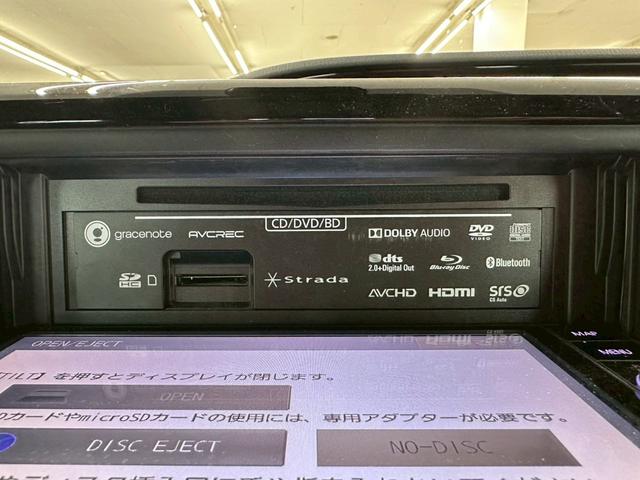 CD/DVD/BD
gracenote AVCREC DOLBY AUDIO DVD VIDEO
dts 2.0+Digital Out Blu-ray Disc Bluetooth
SD HC Strada
AVCHD HDMI SRS CS Auto
MAP
MENU
OPEN/EJECT
TILT】を押すとディスプレイが閉じます。
OPEN
カードやmicroSDカードの使用には、専用アダプターが必要です。
DISC EJECT NO-DISC